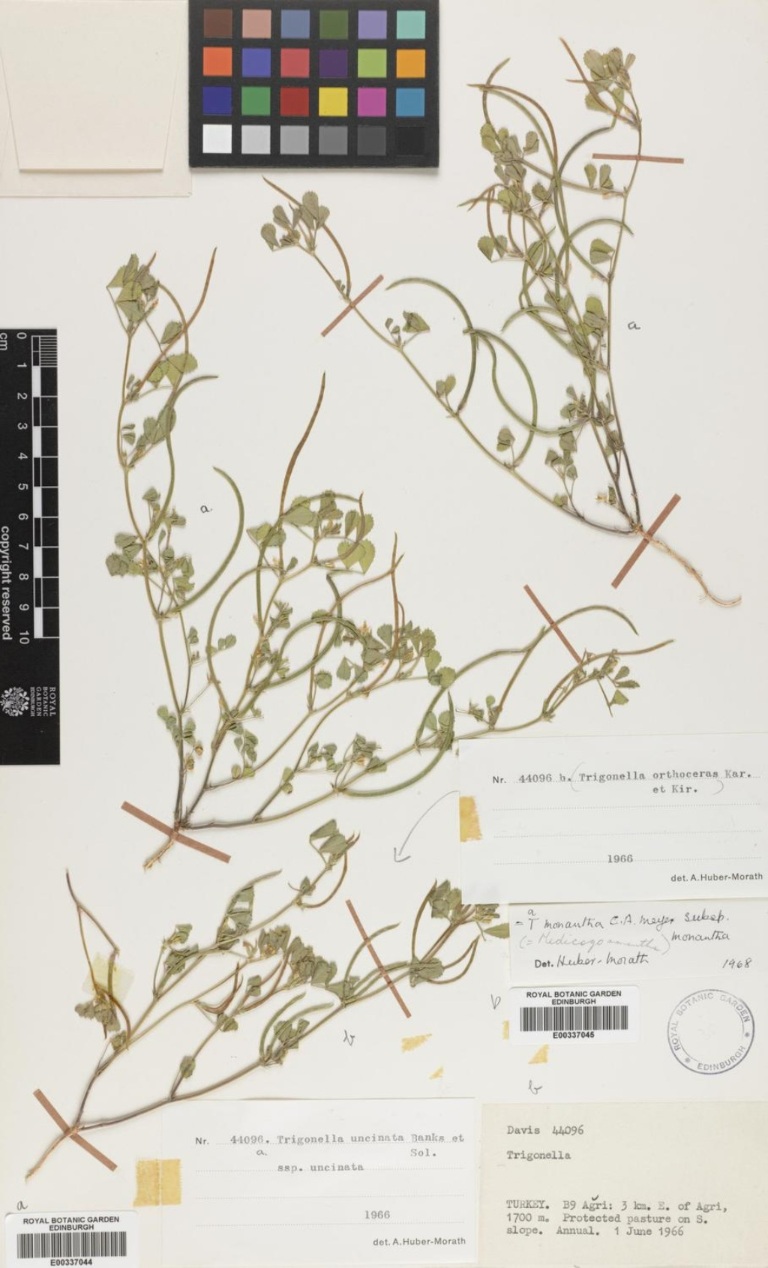 0
cm
1
2
3
4
5
6
7
8
9
10
copyright reserved
ROYAL
BOTANIC
GARDEN
EDINBURGH
a
a
Nr. 44096 b. (Trigonella orthoceras Kar.
et Kir. )
1966
det. A. Huber-Morath
a
= T monantha C.A. Meyer subsp.
monantha
Det. Huber-Morath 1968
b
ROYAL BOTANIC GARDEN
EDINBURGH
E00337045
ROYAL BOTANIC GARDEN
* EDINBURGH *
b
b
Davis 44096
Trigonella
TURKEY. B9 Ağri: 3 km. E. of Agri,
1700 m. Protected pasture on S.
slope. Annual. 1 June 1966
Nr. 44096. Trigonella uncinata Banks et
a. Sol.
ssp. uncinata
1966
det. A. Huber-Morath
a
ROYAL BOTANIC GARDEN
EDINBURGH
E00337044